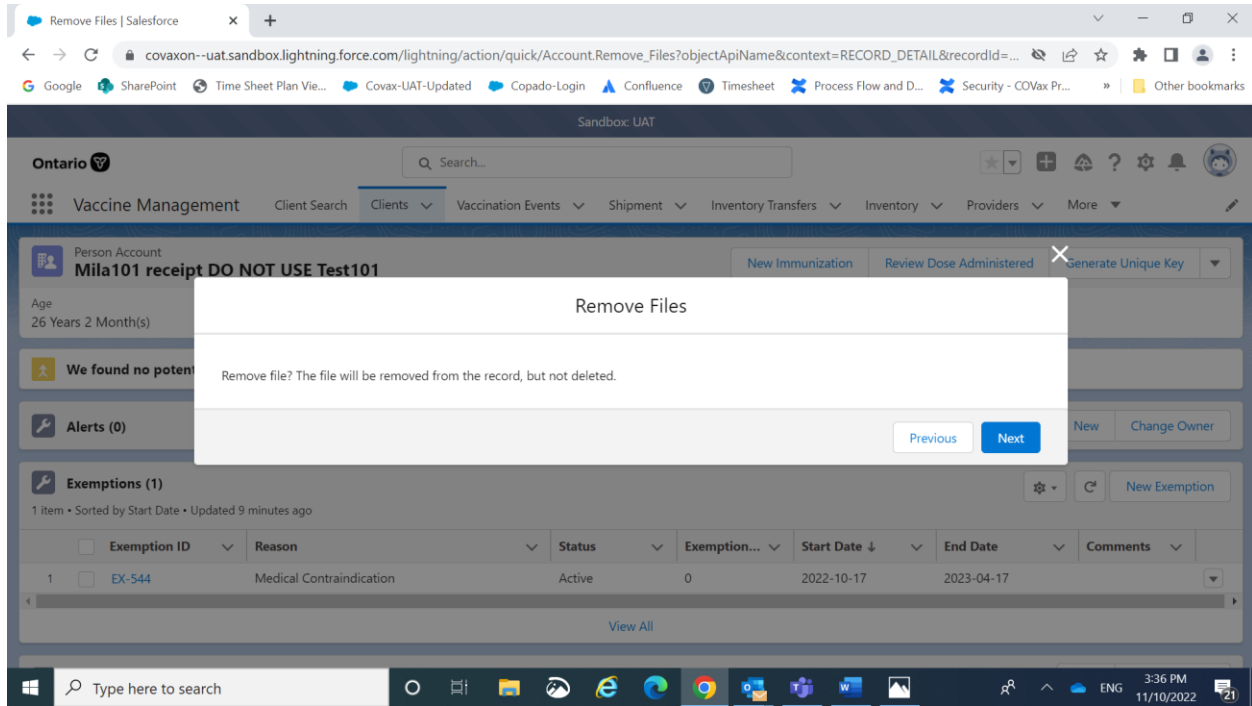 Remove Files | Salesforce
covaxon--uat.sandbox.lightning.force.com/lightning/action/quick/Account.Remove_Files?objectApiName&context=RECORD_DETAIL&recordId=...
Google SharePoint Time Sheet Plan Vie... Covax-UAT-Updated Copado-Login Confluence Timesheet Process Flow and D... Security - COVax Pr... » Other bookmarks
Sandbox: UAT
Ontario Search...
Vaccine Management Client Search Clients Vaccination Events Shipment Inventory Transfers Inventory Providers More
Person Account
Mila101 receipt DO NOT USE Test101 New Immunization Review Dose Administered Generate Unique Key
Age
26 Years 2 Month(s)
Remove Files
We found no poten
Remove file? The file will be removed from the record, but not deleted.
Alerts (0) New Change Owner
Previous Next
Exemptions (1) New Exemption
1 item • Sorted by Start Date • Updated 9 minutes ago
Exemption ID Reason Status Exemption... Start Date ↓ End Date Comments
1 EX-544 Medical Contraindication Active 0 2022-10-17 2023-04-17
View All
Type here to search ENG 3:36 PM
11/10/2022 21